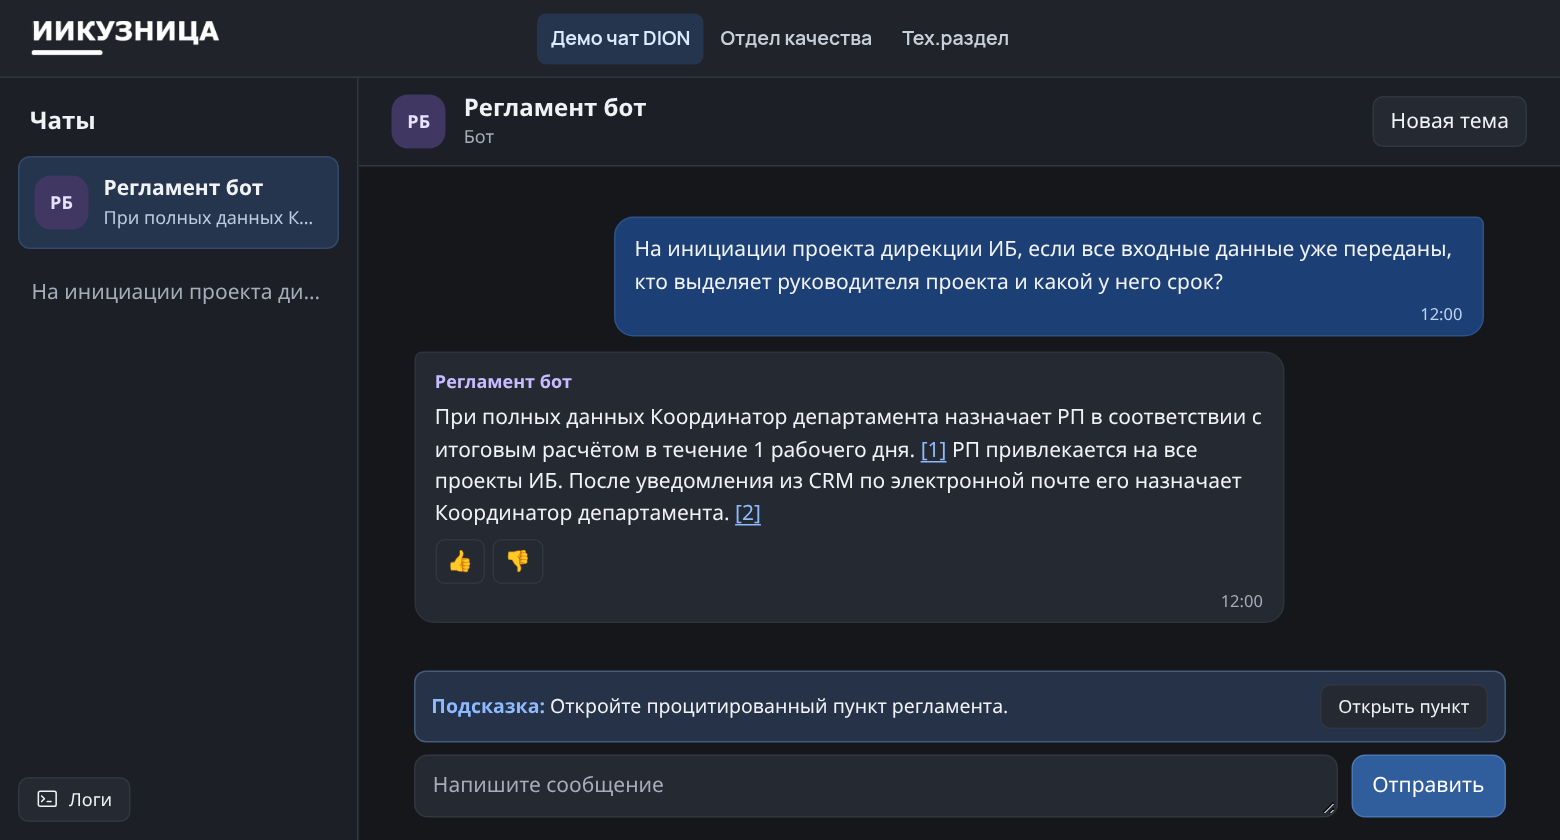 ИИКУЗНИЦА
Демо чат DION
Отдел качества
Тех.раздел
Чаты
РБ
Регламент бот
При полных данных К...
На инициации проекта ди...
Логи
РБ
Регламент бот
Бот
Новая тема
На инициации проекта дирекции ИБ, если все входные данные уже переданы,
кто выделяет руководителя проекта и какой у него срок?
12:00
Регламент бот
При полных данных Координатор департамента назначает РП в соответствии с
итоговым расчётом в течение 1 рабочего дня. [1] РП привлекается на все
проекты ИБ. После уведомления из CRM по электронной почте его назначает
Координатор департамента. [2]
12:00
Подсказка: Откройте процитированный пункт регламента.
Открыть пункт
Напишите сообщение
Отправить